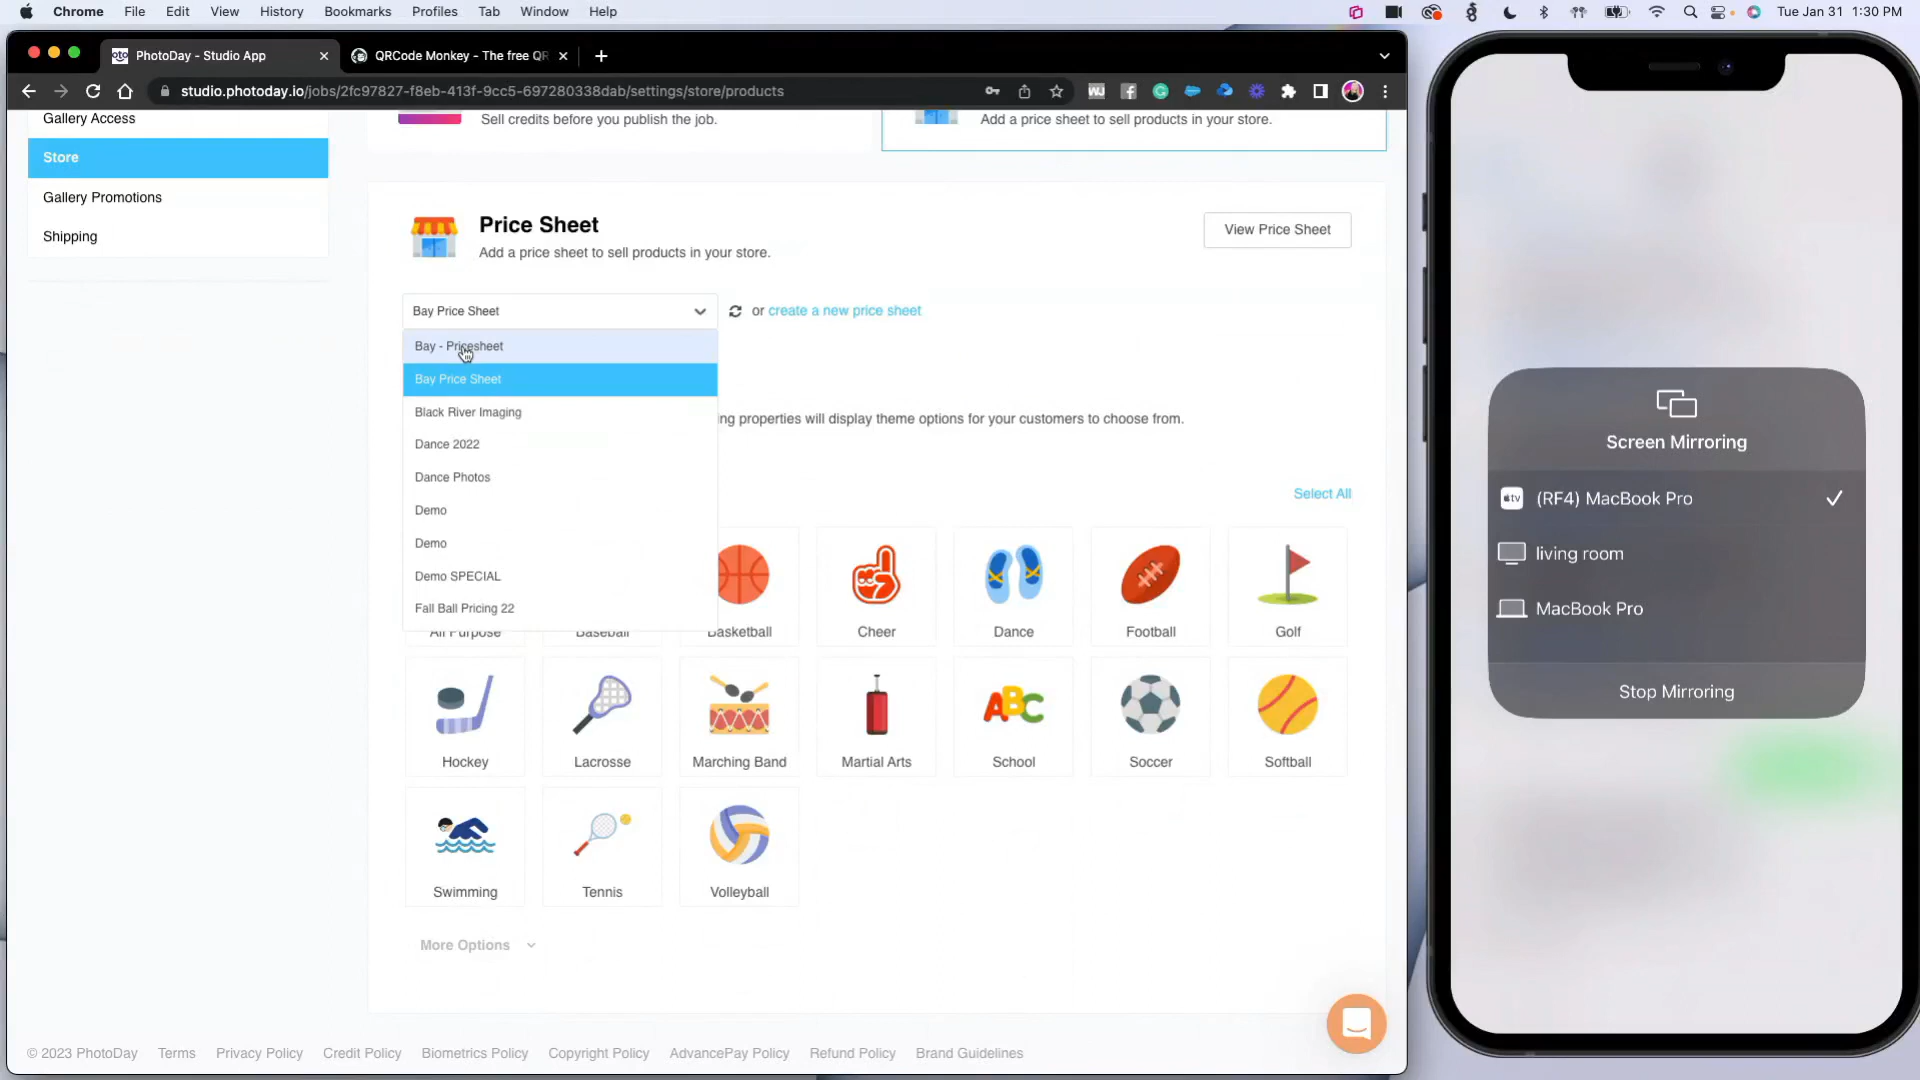 Chrome File Edit View History Bookmarks Profiles Tab Window Help Tue Jan 31 1:30 PM
PhotoDay - Studio App
QRCode Monkey - The free QR
studio.photoday.io/jobs/2fc97827-f8eb-413f-9cc5-697280338dab/settings/store/products
Gallery Access
Store
Gallery Promotions
Shipping
Sell credits before you publish the job.
Add a price sheet to sell products in your store.
Price Sheet
Add a price sheet to sell products in your store.
View Price Sheet
Bay Price Sheet
or create a new price sheet
Bay - Pricesheet
Bay Price Sheet
Black River Imaging
Dance 2022
Dance Photos
Demo
Demo
Demo SPECIAL
Fall Ball Pricing 22
ng properties will display theme options for your customers to choose from.
Select All
All Purpose
Baseball
Basketball
Cheer
Dance
Football
Golf
Hockey
Lacrosse
Marching Band
Martial Arts
ABC
School
Soccer
Softball
Swimming
Tennis
Volleyball
More Options
© 2023 PhotoDay Terms Privacy Policy Credit Policy Biometrics Policy Copyright Policy AdvancePay Policy Refund Policy Brand Guidelines
Screen Mirroring
tv (RF4) MacBook Pro
living room
MacBook Pro
Stop Mirroring